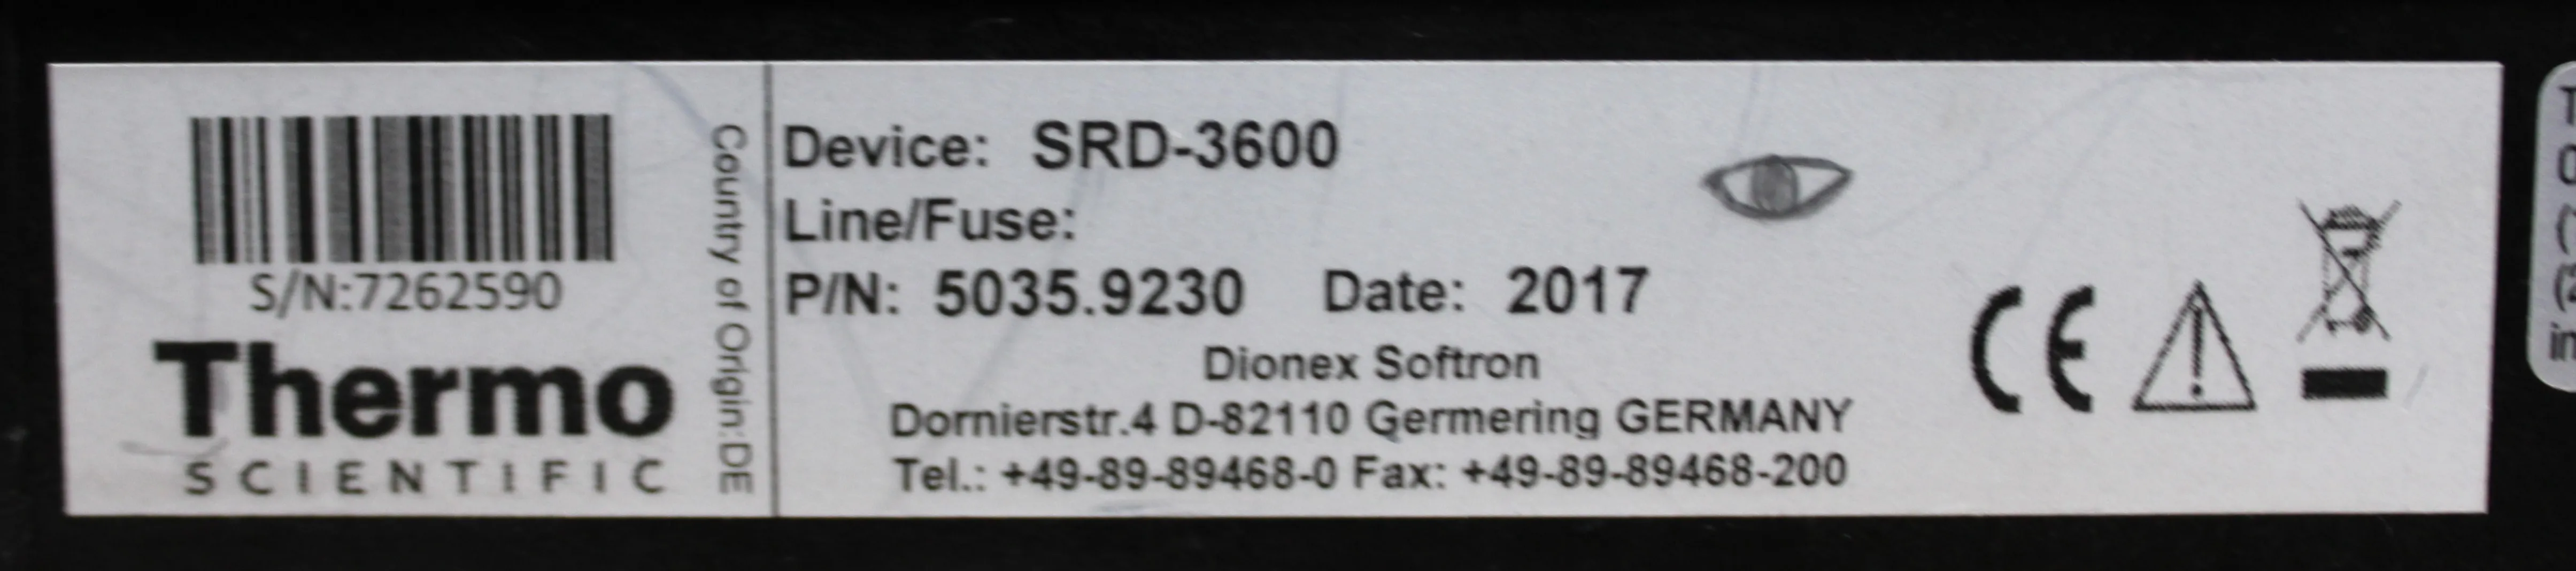 S/N:7262590
Thermo
SCIENTIFIC
Country of Origin:DE
Device: SRD-3600
Line/Fuse:
P/N: 5035.9230 Date: 2017
Dionex Softron
Dornierstr.4 D-82110 Germering GERMANY
Tel.: +49-89-89468-0 Fax: +49-89-89468-200
CE